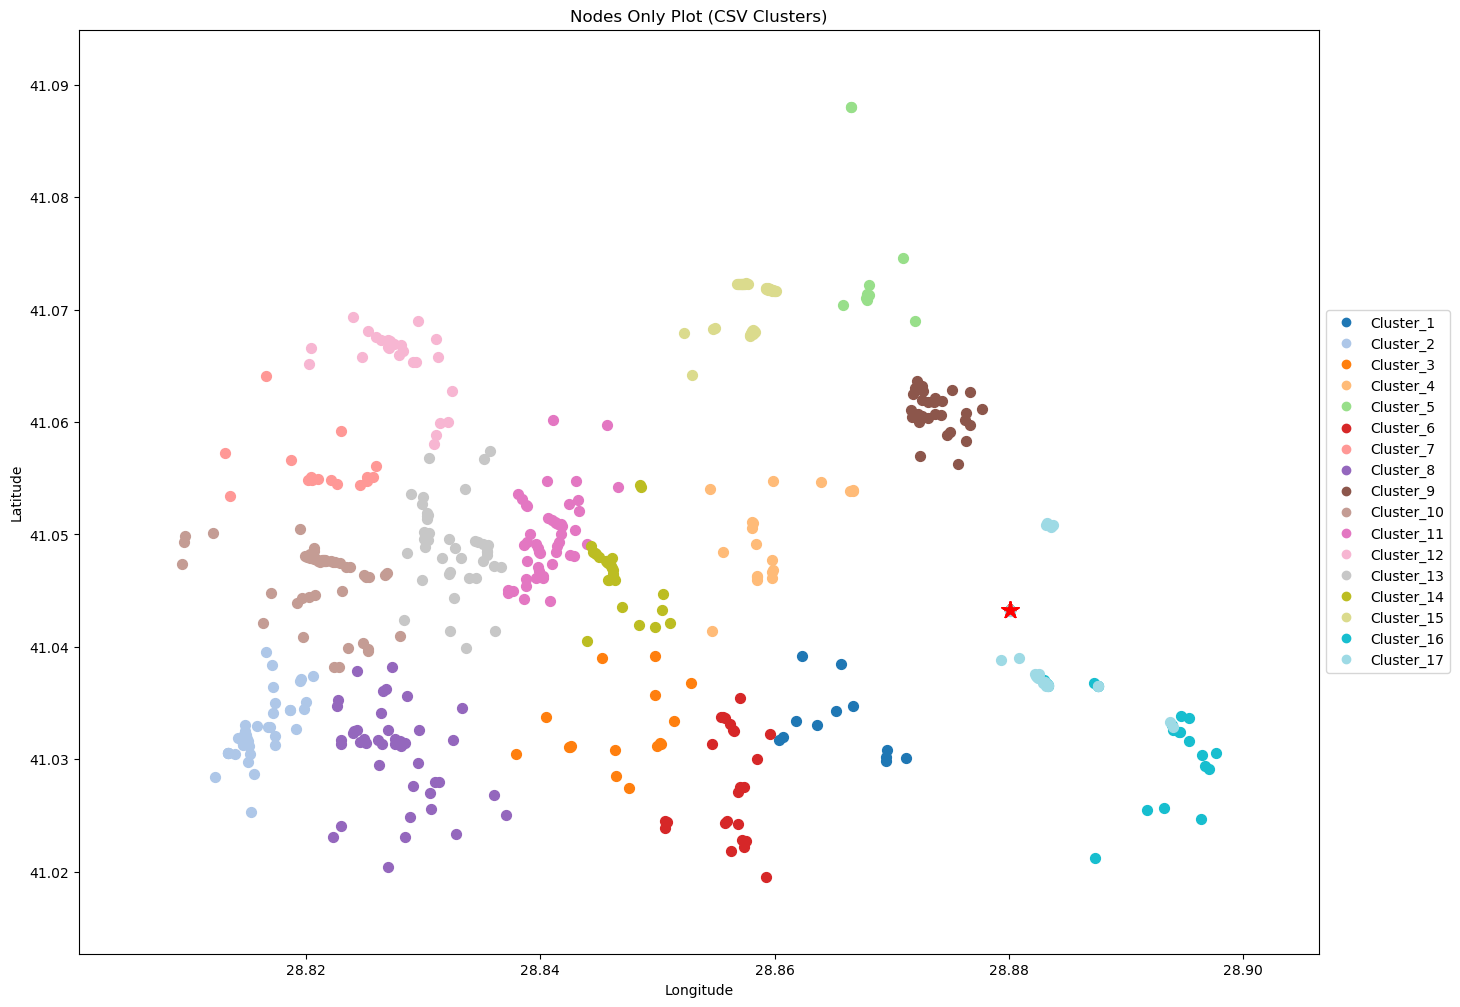 Nodes Only Plot (CSV Clusters)
41.09
41.08
41.07
41.06
41.05
41.04
41.03
41.02
Latitude
28.82
28.84
28.86
28.88
28.90
Longitude
Cluster_1
Cluster_2
Cluster_3
Cluster_4
Cluster_5
Cluster_6
Cluster_7
Cluster_8
Cluster_9
Cluster_10
Cluster_11
Cluster_12
Cluster_13
Cluster_14
Cluster_15
Cluster_16
Cluster_17